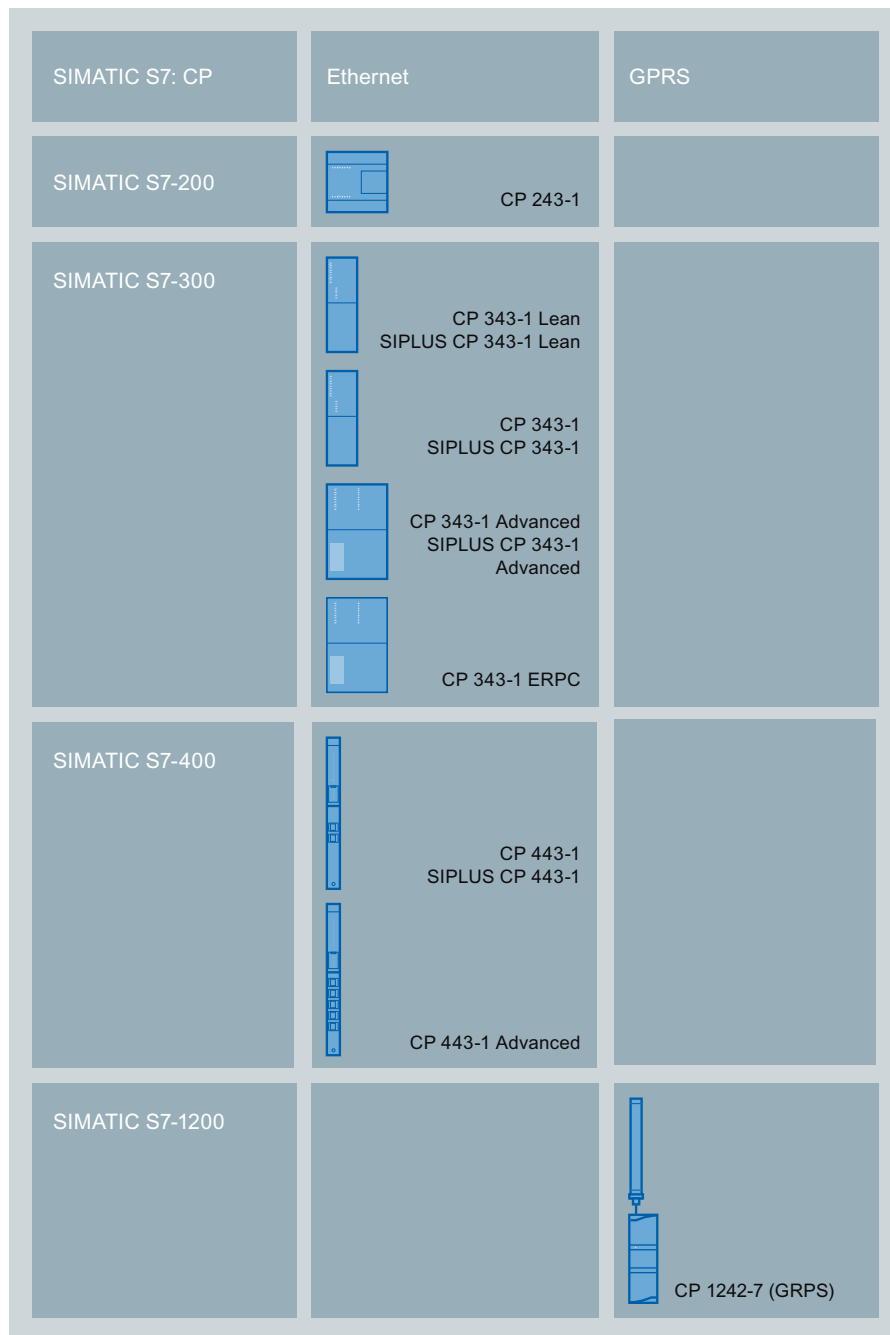 SIMATIC S7: CP
Ethernet
GPRS
SIMATIC S7-200
CP 243-1
SIMATIC S7-300
CP 343-1 Lean
SIPLUS CP 343-1 Lean
CP 343-1
SIPLUS CP 343-1
CP 343-1 Advanced
SIPLUS CP 343-1
Advanced
CP 343-1 ERPC
SIMATIC S7-400
CP 443-1
SIPLUS CP 443-1
CP 443-1 Advanced
SIMATIC S7-1200
CP 1242-7 (GRPS)